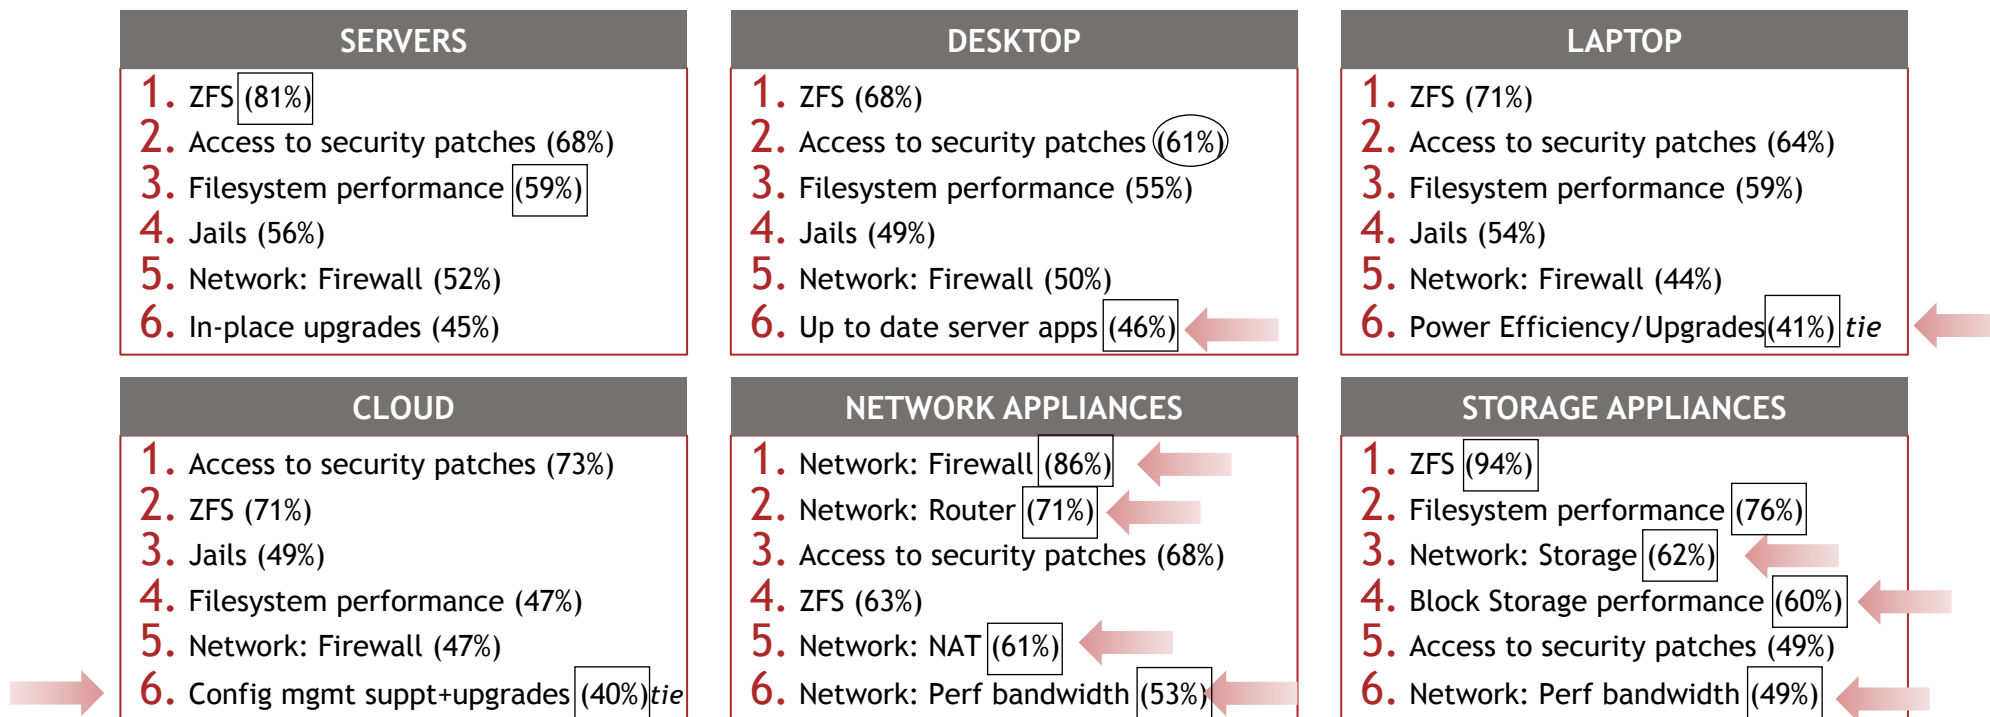 SERVERS
1. ZFS (81%)
2. Access to security patches (68%)
3. Filesystem performance (59%)
4. Jails (56%)
5. Network: Firewall (52%)
6. In-place upgrades (45%)
DESKTOP
1. ZFS (68%)
2. Access to security patches (61%)
3. Filesystem performance (55%)
4. Jails (49%)
5. Network: Firewall (50%)
6. Up to date server apps (46%)
LAPTOP
1. ZFS (71%)
2. Access to security patches (64%)
3. Filesystem performance (59%)
4. Jails (54%)
5. Network: Firewall (44%)
6. Power Efficiency/Upgrades(41%) tie
CLOUD
1. Access to security patches (73%)
2. ZFS (71%)
3. Jails (49%)
4. Filesystem performance (47%)
5. Network: Firewall (47%)
6. Config mgmt suppt+upgrades (40%)tie
NETWORK APPLIANCES
1. Network: Firewall (86%)
2. Network: Router (71%)
3. Access to security patches (68%)
4. ZFS (63%)
5. Network: NAT (61%)
6. Network: Perf bandwidth (53%)
STORAGE APPLIANCES
1. ZFS (94%)
2. Filesystem performance (76%)
3. Network: Storage (62%)
4. Block Storage performance (60%)
5. Access to security patches (49%)
6. Network: Perf bandwidth (49%)